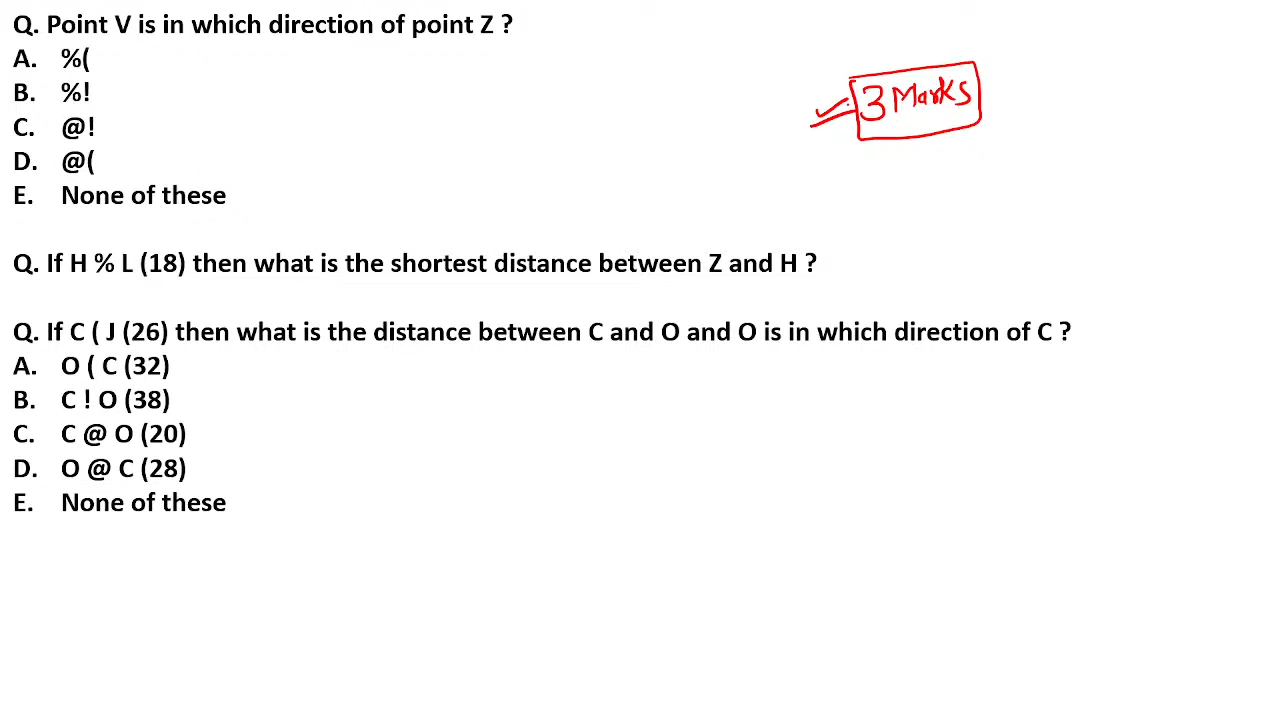 Q. Point V is in which direction of point Z ?
A. %(
B. %!
C. @!
D. @(
E. None of these
3 Marks
Q. If H % L (18) then what is the shortest distance between Z and H ?
Q. If C ( J (26) then what is the distance between C and O and O is in which direction of C ?
A. O ( C (32)
B. C ! O (38)
C. C @ O (20)
D. O @ C (28)
E. None of these